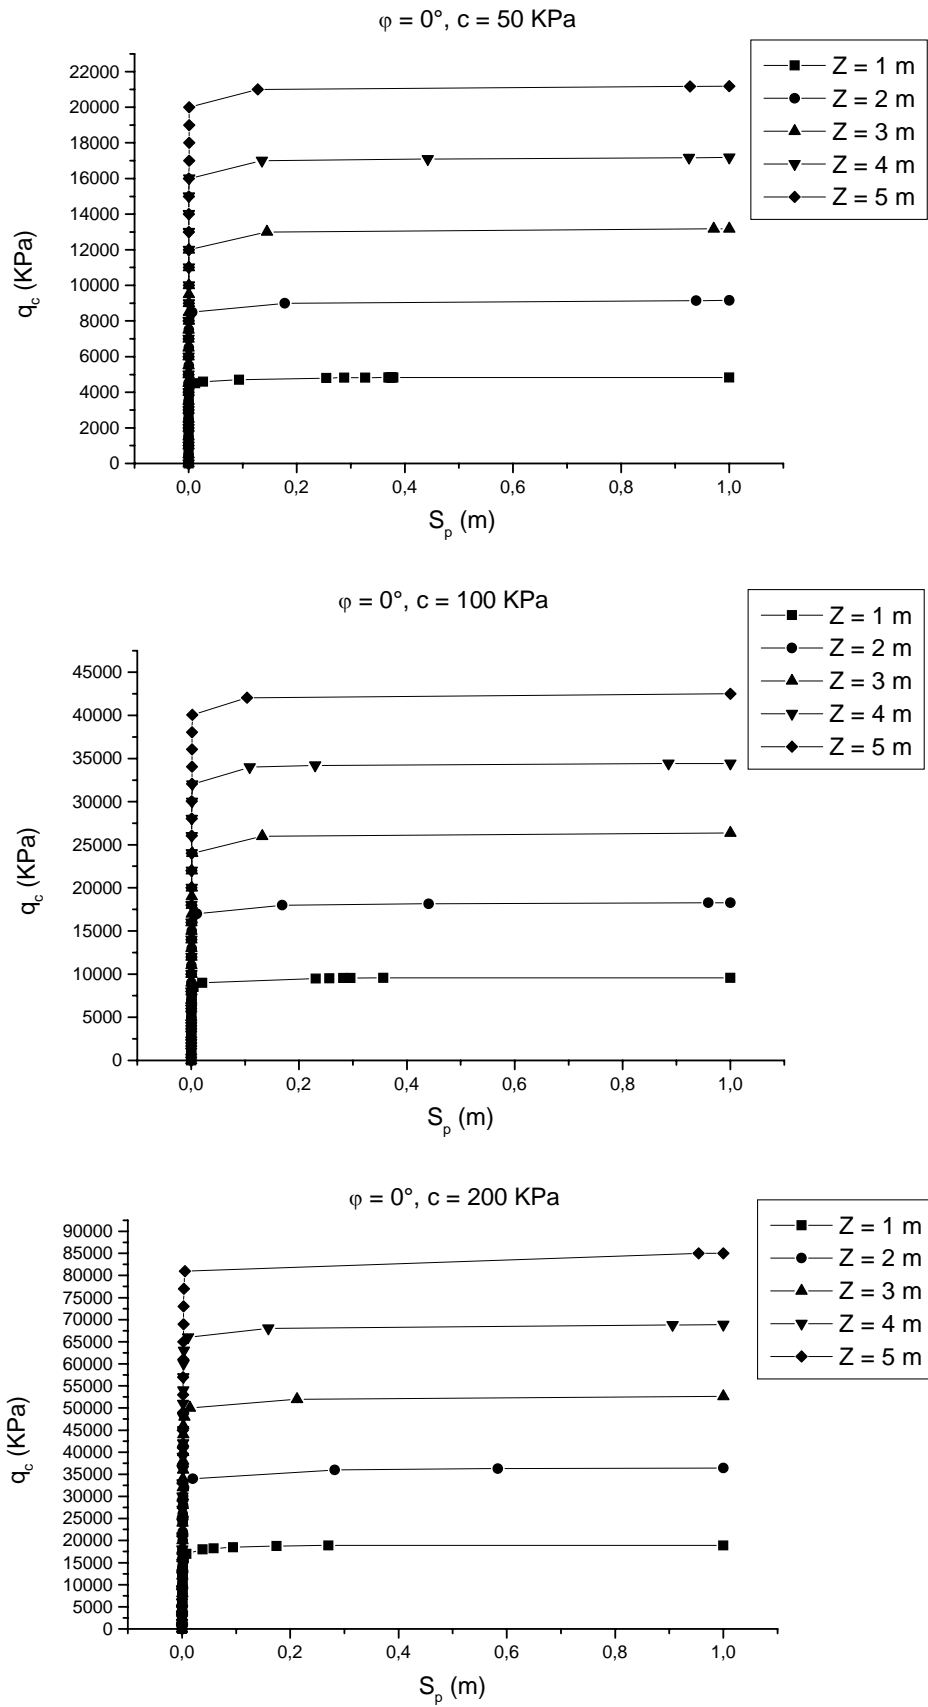 φ = 0°, c = 50 KPa
Z = 1 m
Z = 2 m
Z = 3 m
Z = 4 m
Z = 5 m
22000
20000
18000
16000
14000
12000
10000
8000
6000
4000
2000
0
q_c (KPa)
0,0 0,2 0,4 0,6 0,8 1,0
S_p (m)
φ = 0°, c = 100 KPa
Z = 1 m
Z = 2 m
Z = 3 m
Z = 4 m
Z = 5 m
45000
40000
35000
30000
25000
20000
15000
10000
5000
0
q_c (KPa)
0,0 0,2 0,4 0,6 0,8 1,0
S_p (m)
φ = 0°, c = 200 KPa
Z = 1 m
Z = 2 m
Z = 3 m
Z = 4 m
Z = 5 m
90000
85000
80000
75000
70000
65000
60000
55000
50000
45000
40000
35000
30000
25000
20000
15000
10000
5000
0
q_c (KPa)
0,0 0,2 0,4 0,6 0,8 1,0
S_p (m)